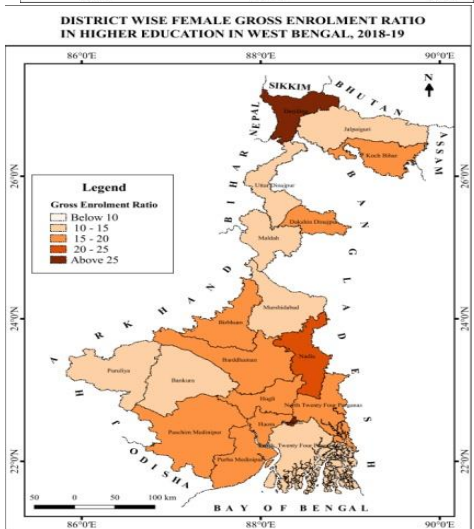 DISTRICT WISE FEMALE GROSS ENROLMENT RATIO
IN HIGHER EDUCATION IN WEST BENGAL, 2018-19
86°0'E 88°0'E 90°0'E
N
SIKKIM
BHUTAN
NEPAL
ASSAM
BIHAR
BANGLADESH
JHARKHAND
ODISHA
BAY OF BENGAL
Jalpaiguri
Koch Bihar
Uttar Dinajpur
Dakshin Dinajpur
Maldah
Murshidabad
Birbhum
Nadia
Barddhaman
Puruliya
Bankura
Hugli
North Twenty Four Parganas
Haora
Twenty Four Parganas
Paschim Medinipur
Purba Medinipur
26°0'N
24°0'N
22°0'N
26°0'N
24°0'N
22°0'N
Legend
Gross Enrolment Ratio
Below 10
10 - 15
15 - 20
20 - 25
Above 25
50 0 50 100 km
86°0'E 88°0'E 90°0'E